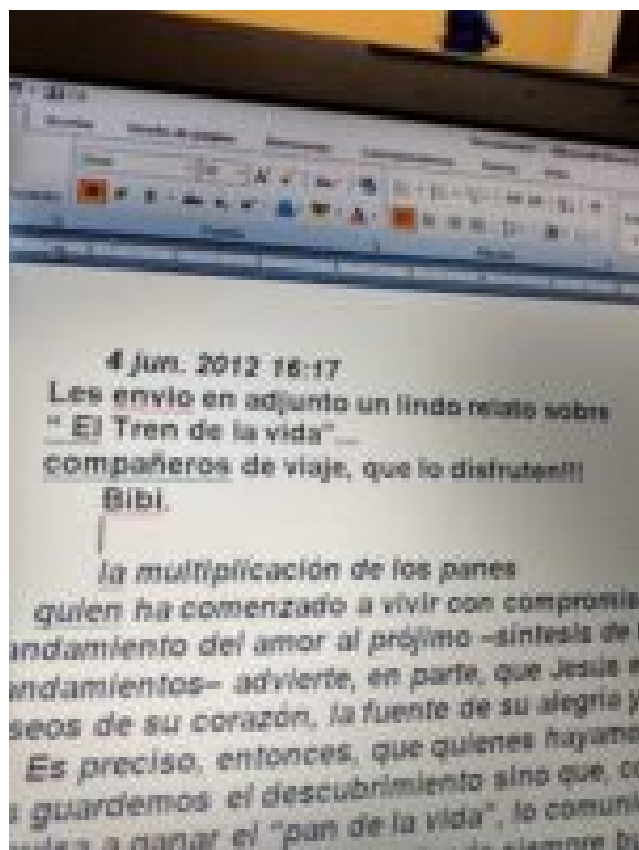 4 jun. 2012 16:17
Les envio en adjunto un lindo relato sobre
" El Tren de la vida"
compañeros de viaje, que lo disfruten!!!
Bibi.
la multiplicación de los panes
quien ha comenzado a vivir con compromis
andamiento del amor al prójimo –síntesis de
andamientos– advierte, en parte, que Jesús
seos de su corazón, la fuente de su alegría y
Es preciso, entonces, que quienes hayamo
guardemos el descubrimiento sino que, co
a ganar el "pan de la vida", lo comuni
siempre